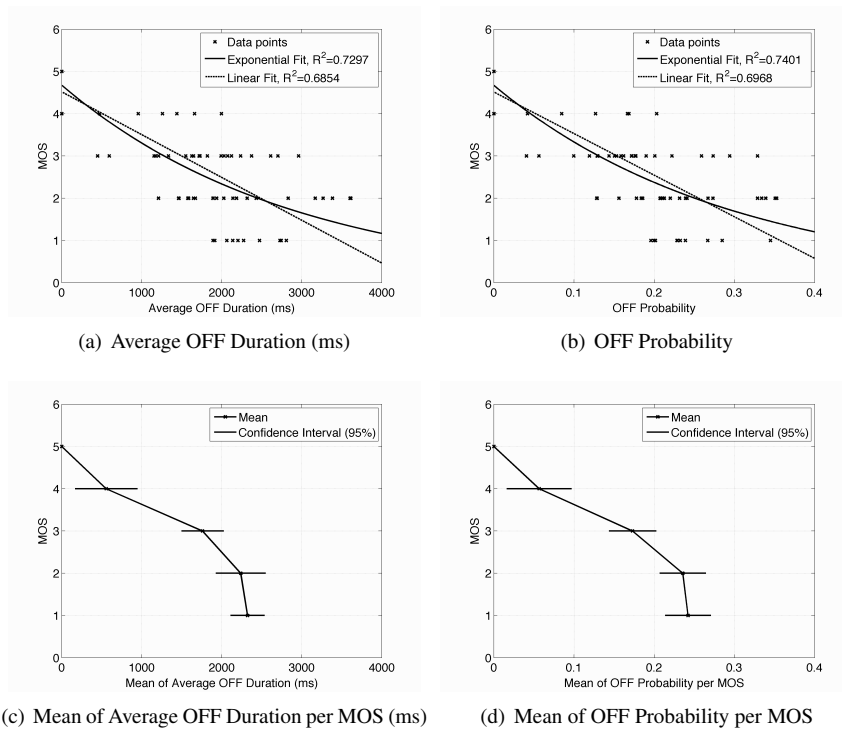 6
5
4
3
2
1
0
MOS
Data points
Exponential Fit, R²=0.7297
Linear Fit, R²=0.6854
0 1000 2000 3000 4000
Average OFF Duration (ms)
(a) Average OFF Duration (ms)
6
5
4
3
2
1
0
MOS
Data points
Exponential Fit, R²=0.7401
Linear Fit, R²=0.6968
0 0.1 0.2 0.3 0.4
OFF Probability
(b) OFF Probability
6
5
4
3
2
1
0
MOS
Mean
Confidence Interval (95%)
0 1000 2000 3000 4000
Mean of Average OFF Duration (ms)
(c) Mean of Average OFF Duration per MOS (ms)
6
5
4
3
2
1
0
MOS
Mean
Confidence Interval (95%)
0 0.1 0.2 0.3 0.4
Mean of OFF Probability per MOS
(d) Mean of OFF Probability per MOS